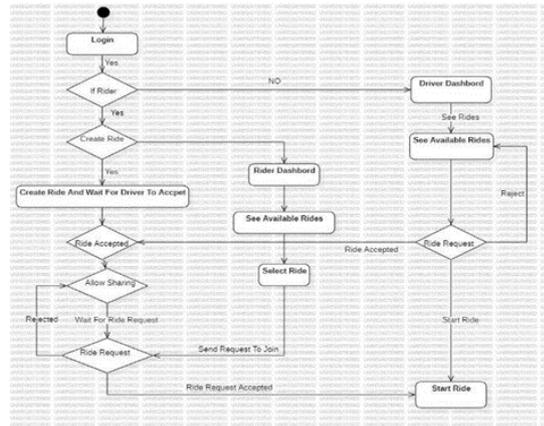 Login
Yes
If Rider
NO
Driver Dashbord
Yes
See Rides
Create Ride
See Available Rides
Yes
Rider Dashbord
Create Ride And Wait For Driver To Accpet
Reject
See Available Rides
Ride Accepted
Ride Accepted
Ride Request
Select Ride
Allow Sharing
Rejected
Wait For Ride Request
Start Ride
Ride Request
Send Request To Join
Ride Request Accepted
Start Ride